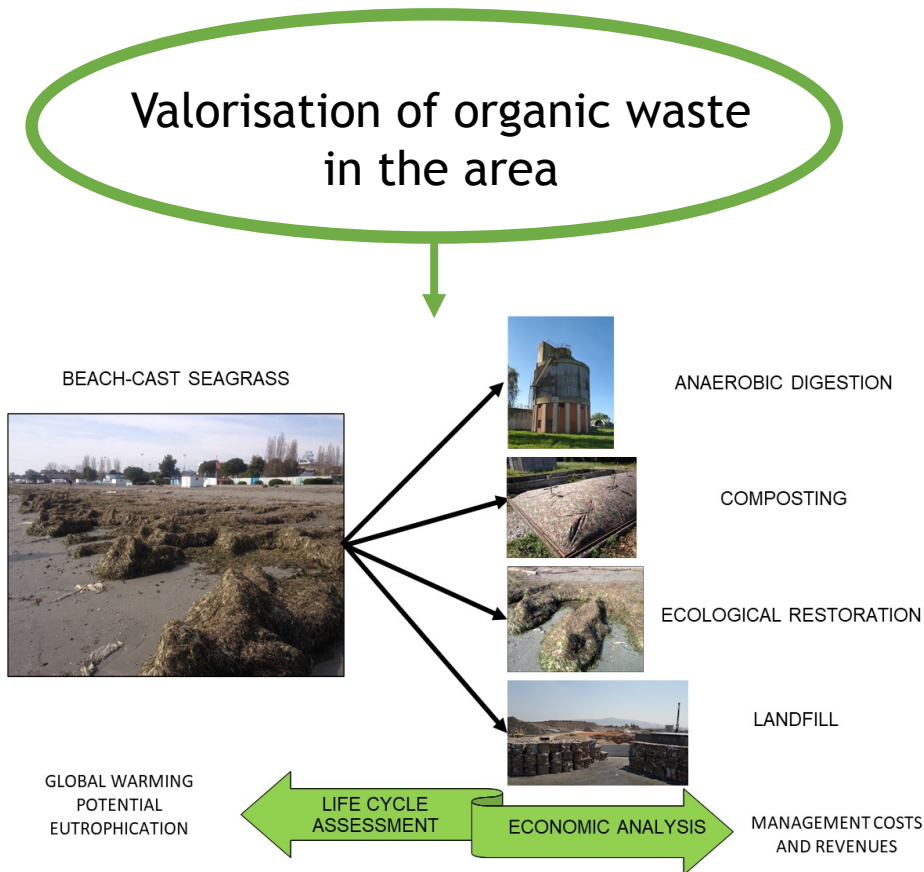 Valorisation of organic waste
in the area
BEACH-CAST SEAGRASS
ANAEROBIC DIGESTION
COMPOSTING
ECOLOGICAL RESTORATION
LANDFILL
GLOBAL WARMING
POTENTIAL
EUTROPHICATION
LIFE CYCLE
ASSESSMENT
ECONOMIC ANALYSIS
MANAGEMENT COSTS
AND REVENUES